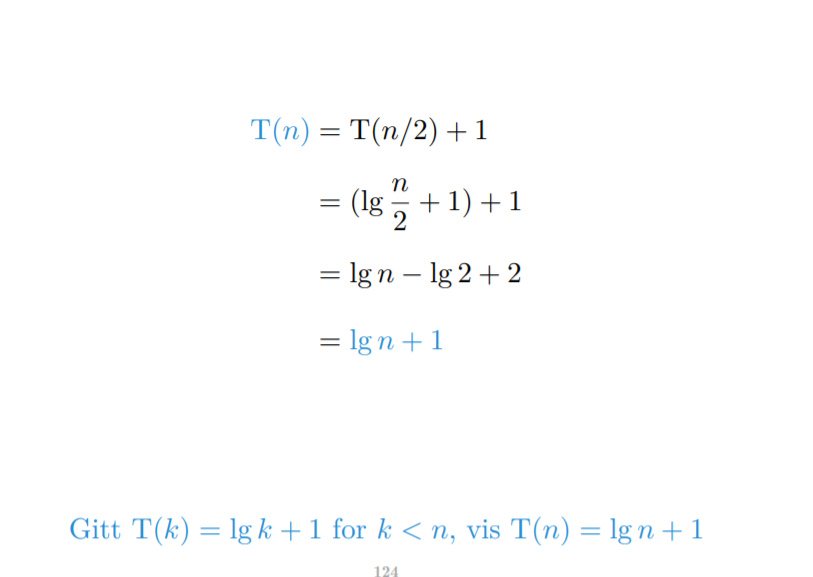 T(n) = T(n/2) + 1
= (lg n/2 + 1) + 1
= lg n − lg 2 + 2
= lg n + 1
Gitt T(k) = lg k + 1 for k < n, vis T(n) = lg n + 1
124